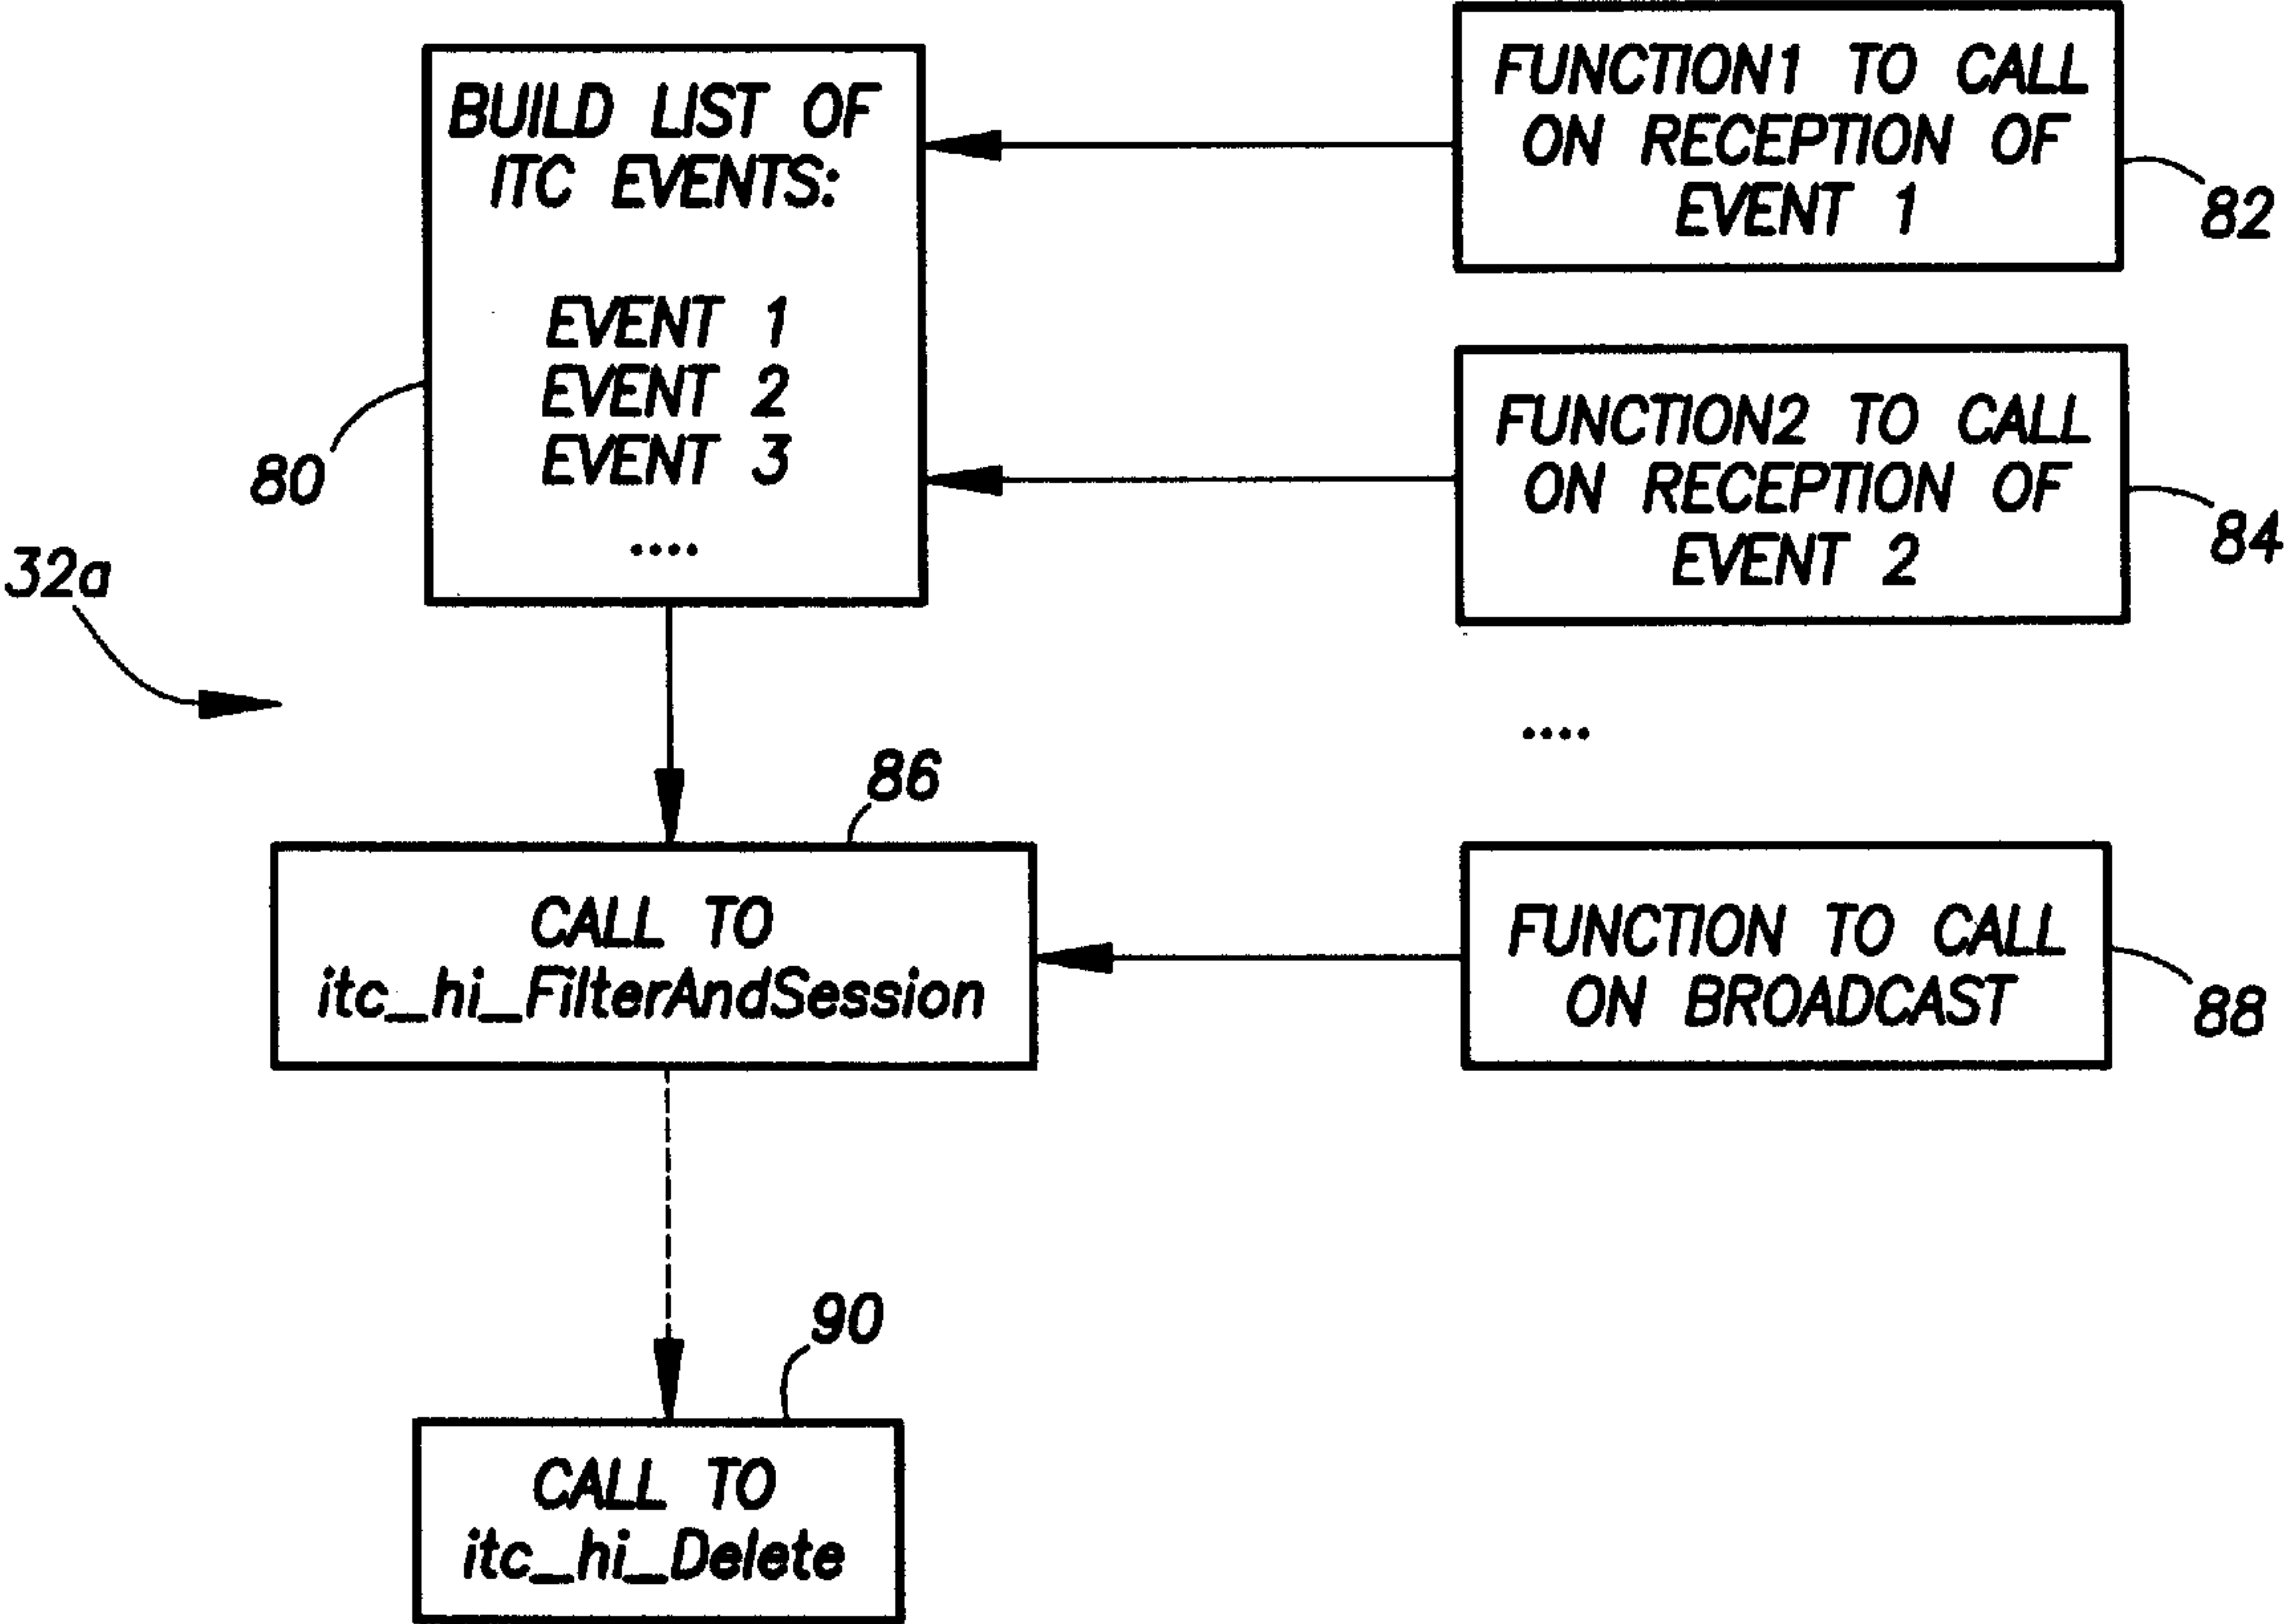 BUILD LIST OF
ITC EVENTS:
EVENT 1
EVENT 2
EVENT 3
....
80
FUNCTION1 TO CALL
ON RECEPTION OF
EVENT 1
82
FUNCTION2 TO CALL
ON RECEPTION OF
EVENT 2
84
32a
....
86
CALL TO
itc_hi_FilterAndSession
FUNCTION TO CALL
ON BROADCAST
88
90
CALL TO
itc_hi_Delete